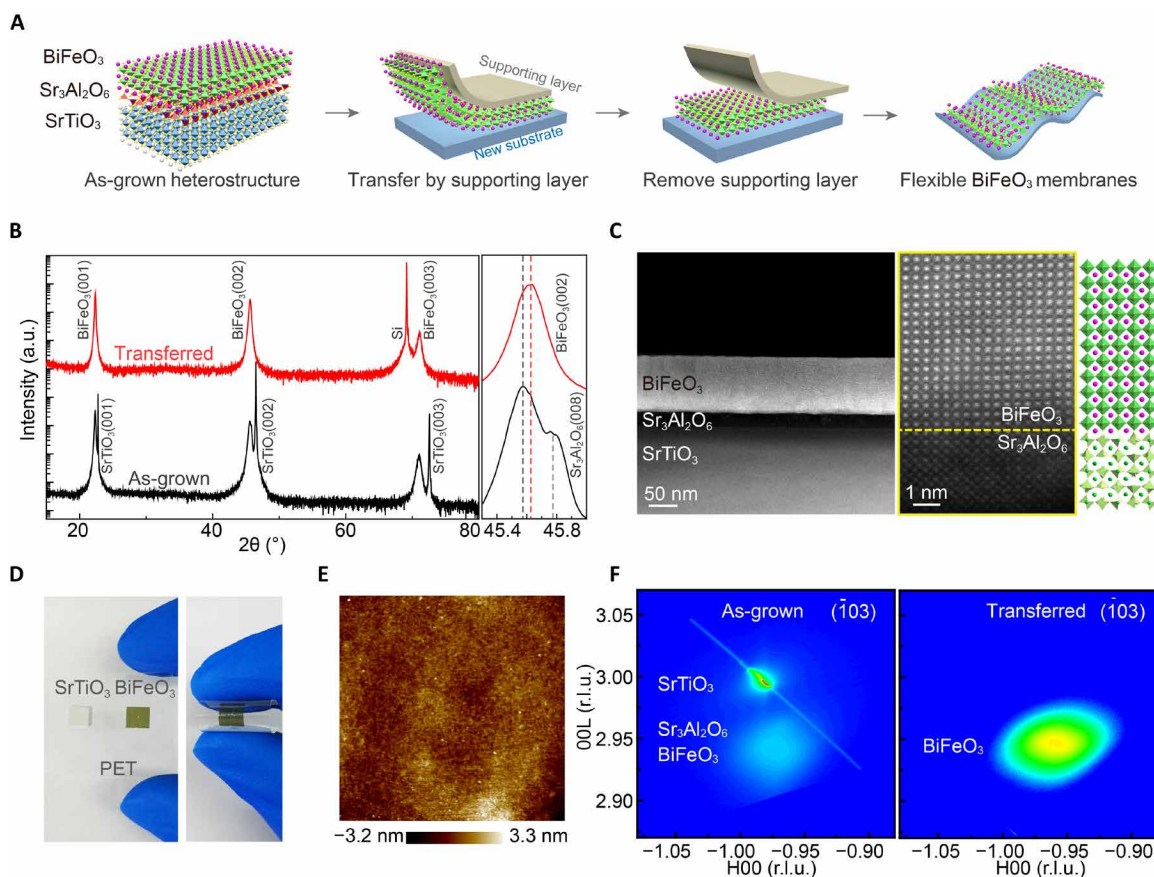 A
BiFeO₃
Sr₃Al₂O₆
SrTiO₃
Supporting layer
New substrate
As-grown heterostructure
Transfer by supporting layer
Remove supporting layer
Flexible BiFeO₃ membranes
B
Intensity (a.u.)
BiFeO₃(001)
BiFeO₃(002)
Si
BiFeO₃(003)
Transferred
SrTiO₃(001)
SrTiO₃(002)
SrTiO₃(003)
As-grown
20 40 60 80
2θ (°)
BiFeO₃(002)
Sr₃Al₂O₆(008)
45.4 45.8
C
BiFeO₃
Sr₃Al₂O₆
SrTiO₃
50 nm
BiFeO₃
Sr₃Al₂O₆
1 nm
D
SrTiO₃ BiFeO₃
PET
E
−3.2 nm 3.3 nm
F
00L (r.l.u.)
3.05
3.00
2.95
2.90
As-grown (1̄03)
SrTiO₃
Sr₃Al₂O₆
BiFeO₃
−1.05 −1.00 −0.95 −0.90
H00 (r.l.u.)
Transferred (1̄03)
BiFeO₃
−1.05 −1.00 −0.95 −0.90
H00 (r.l.u.)